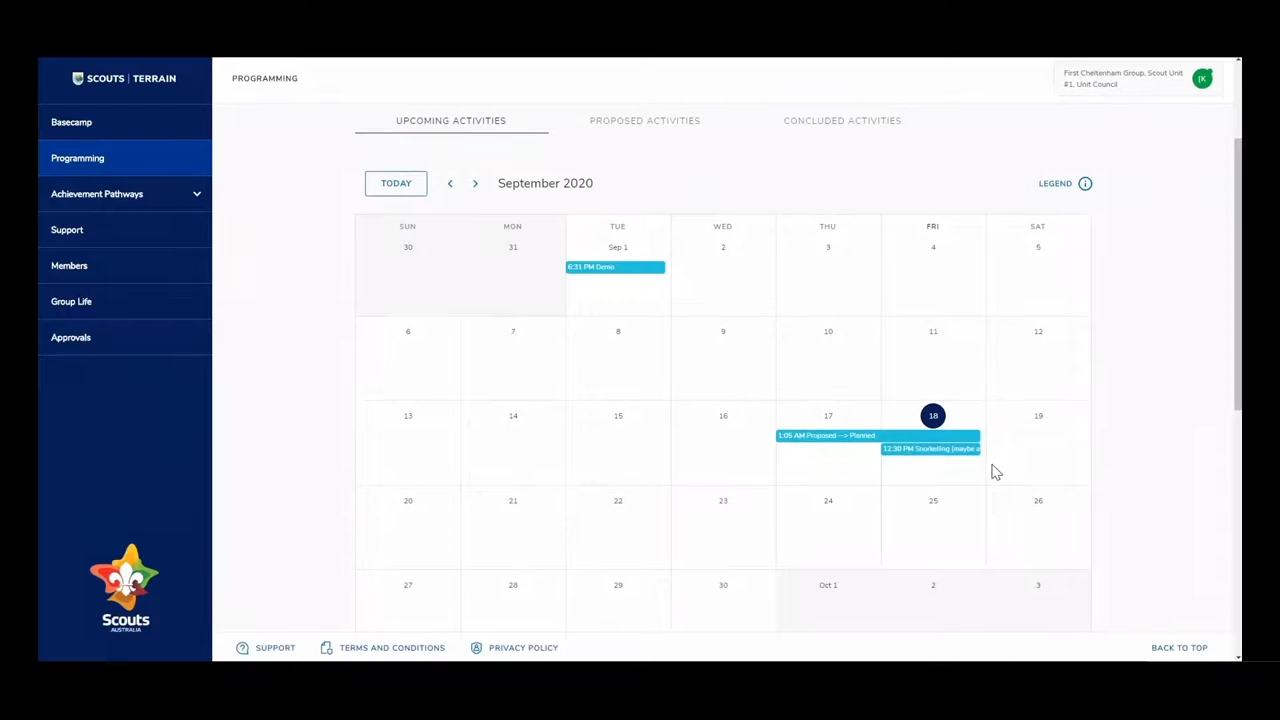 SCOUTS | TERRAIN
PROGRAMMING
First Cheltenham Group, Scout Unit
#1, Unit Council
[K
Basecamp
Programming
Achievement Pathways
Support
Members
Group Life
Approvals
Scouts
AUSTRALIA
UPCOMING ACTIVITIES PROPOSED ACTIVITIES CONCLUDED ACTIVITIES
TODAY September 2020 LEGEND
SUN MON TUE WED THU FRI SAT
30 31 Sep 1 2 3 4 5
6:31 PM Demo
6 7 8 9 10 11 12
13 14 15 16 17 18 19
1:05 AM Proposed --> Planned
12:30 PM Snorkelling [maybe a
20 21 22 23 24 25 26
27 28 29 30 Oct 1 2 3
SUPPORT TERMS AND CONDITIONS PRIVACY POLICY BACK TO TOP